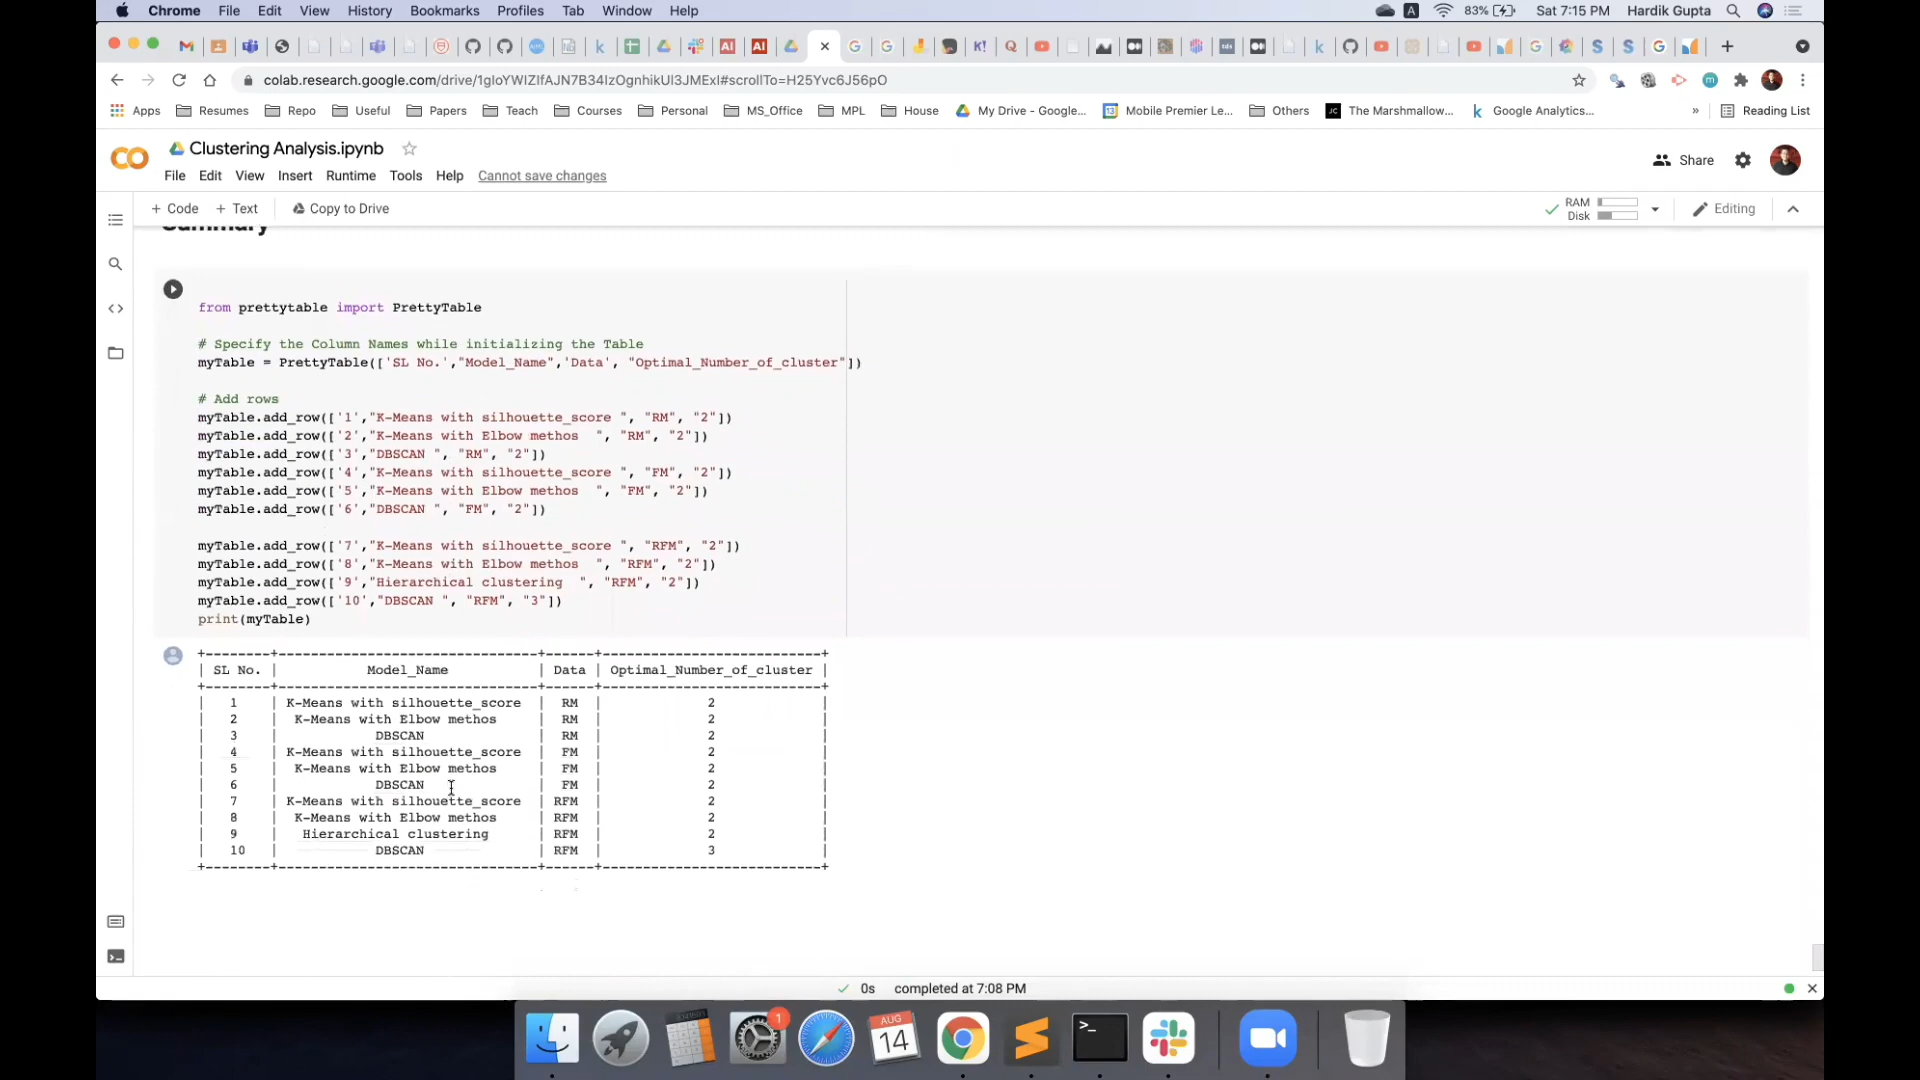 Chrome File Edit View History Bookmarks Profiles Tab Window Help A 83% Sat 7:15 PM Hardik Gupta
colab.research.google.com/drive/1gIoYWIZIfAJN7B34IzOgnhikUl3JMExI#scrollTo=H25Yvc6J56pO
Apps Resumes Repo Useful Papers Teach Courses Personal MS_Office MPL House My Drive - Google... Mobile Premier Le... Others The Marshmallow... Google Analytics... » Reading List
Clustering Analysis.ipynb
Share
File Edit View Insert Runtime Tools Help Cannot save changes
+ Code + Text Copy to Drive RAM Disk Editing
Summary
from prettytable import PrettyTable
# Specify the Column Names while initializing the Table
myTable = PrettyTable(['SL No.',"Model_Name",'Data', "Optimal_Number_of_cluster"])
# Add rows
myTable.add_row(['1',"K-Means with silhouette_score ", "RM", "2"])
myTable.add_row(['2',"K-Means with Elbow methos  ", "RM", "2"])
myTable.add_row(['3',"DBSCAN ", "RM", "2"])
myTable.add_row(['4',"K-Means with silhouette_score ", "FM", "2"])
myTable.add_row(['5',"K-Means with Elbow methos  ", "FM", "2"])
myTable.add_row(['6',"DBSCAN ", "FM", "2"])
myTable.add_row(['7',"K-Means with silhouette_score ", "RFM", "2"])
myTable.add_row(['8',"K-Means with Elbow methos  ", "RFM", "2"])
myTable.add_row(['9',"Hierarchical clustering  ", "RFM", "2"])
myTable.add_row(['10',"DBSCAN ", "RFM", "3"])
print(myTable)
| SL No. | Model_Name | Data | Optimal_Number_of_cluster |
| 1 | K-Means with silhouette_score | RM | 2 |
| 2 | K-Means with Elbow methos | RM | 2 |
| 3 | DBSCAN | RM | 2 |
| 4 | K-Means with silhouette_score | FM | 2 |
| 5 | K-Means with Elbow methos | FM | 2 |
| 6 | DBSCAN | FM | 2 |
| 7 | K-Means with silhouette_score | RFM | 2 |
| 8 | K-Means with Elbow methos | RFM | 2 |
| 9 | Hierarchical clustering | RFM | 2 |
| 10 | DBSCAN | RFM | 3 |
0s completed at 7:08 PM
1
AUG
14